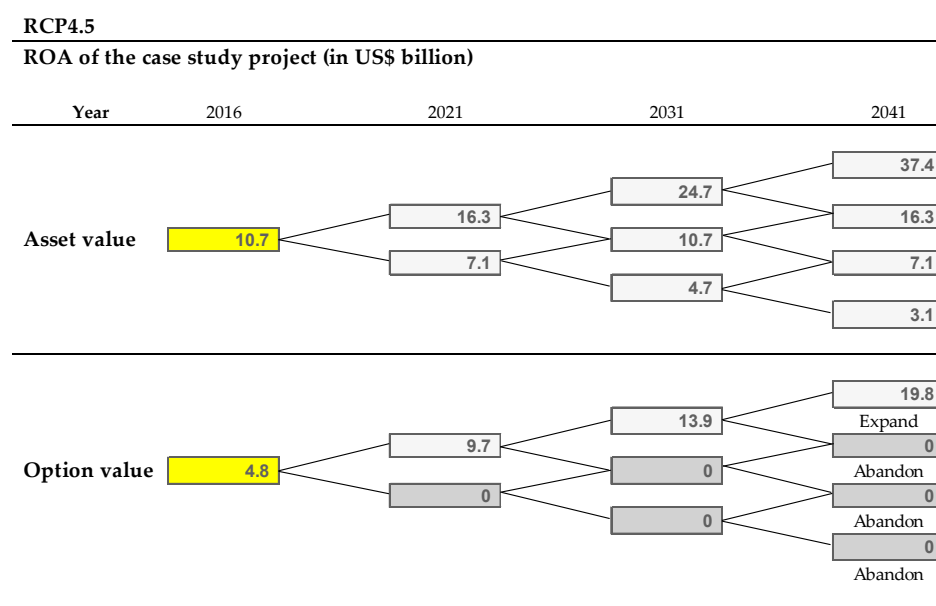 RCP4.5
ROA of the case study project (in US$ billion)
Year 2016 2021 2031 2041
37.4
24.7
16.3 16.3
Asset value 10.7 10.7
7.1 7.1
4.7
3.1
19.8
13.9 Expand
9.7 0
Option value 4.8 0 Abandon
0 0
0 Abandon
0
Abandon